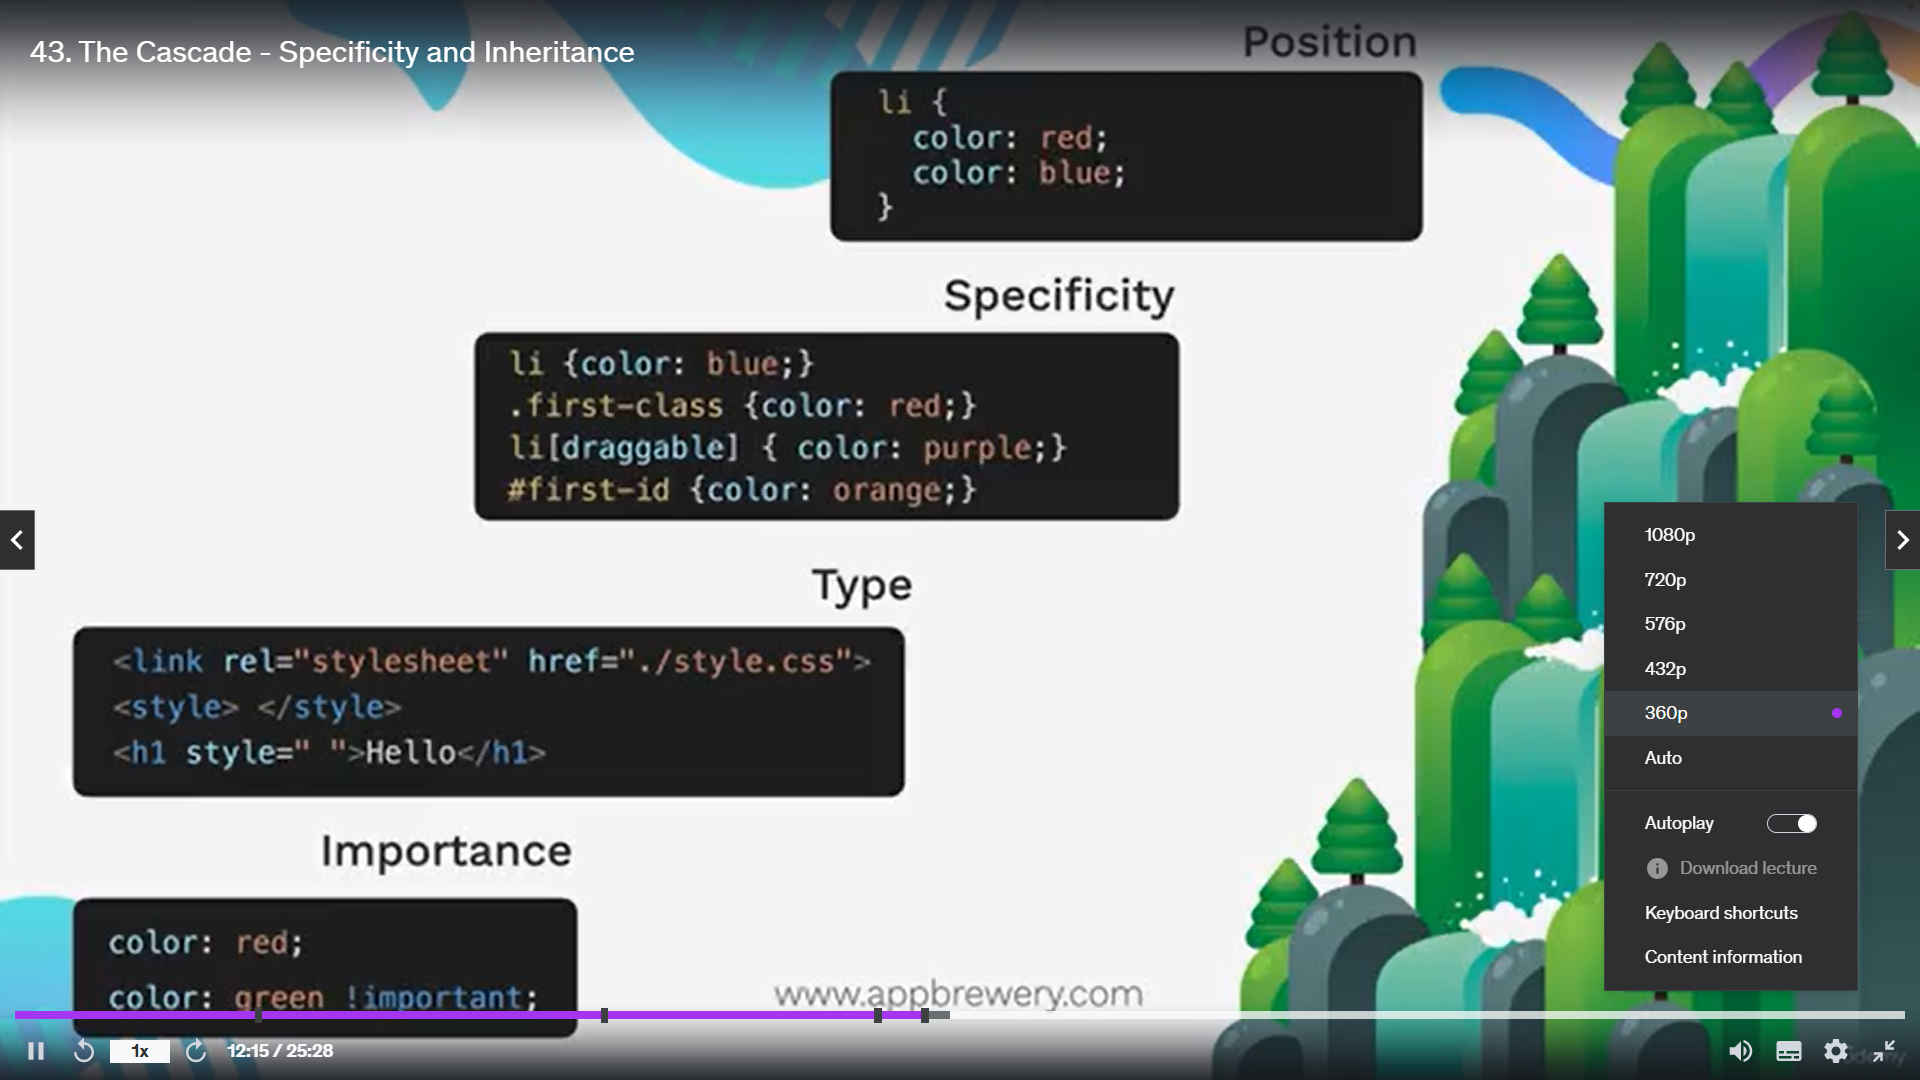 43. The Cascade - Specificity and Inheritance
Position
li {
color: red;
color: blue;
}
Specificity
li {color: blue;}
.first-class {color: red;}
li[draggable] { color: purple;}
#first-id {color: orange;}
Type
<link rel="stylesheet" href="./style.css">
<style> </style>
<h1 style=" ">Hello</h1>
Importance
color: red;
color: green !important;
www.appbrewery.com
1080p
720p
576p
432p
360p
Auto
Autoplay
Download lecture
Keyboard shortcuts
Content information
1x
12:15 / 25:28